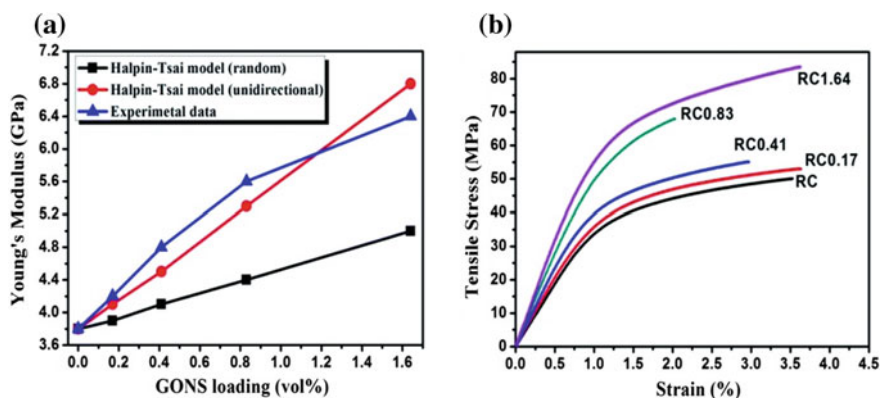 (a)
7.2
6.8
6.4
6.0
5.6
5.2
4.8
4.4
4.0
3.6
Young's Modulus (GPa)
Halpin-Tsai model (random)
Halpin-Tsai model (unidirectional)
Experimetal data
0.0 0.2 0.4 0.6 0.8 1.0 1.2 1.4 1.6
GONS loading (vol%)
(b)
80
70
60
50
40
30
20
10
0
Tensile Stress (MPa)
RC1.64
RC0.83
RC0.41
RC0.17
RC
0.0 0.5 1.0 1.5 2.0 2.5 3.0 3.5 4.0 4.5
Strain (%)